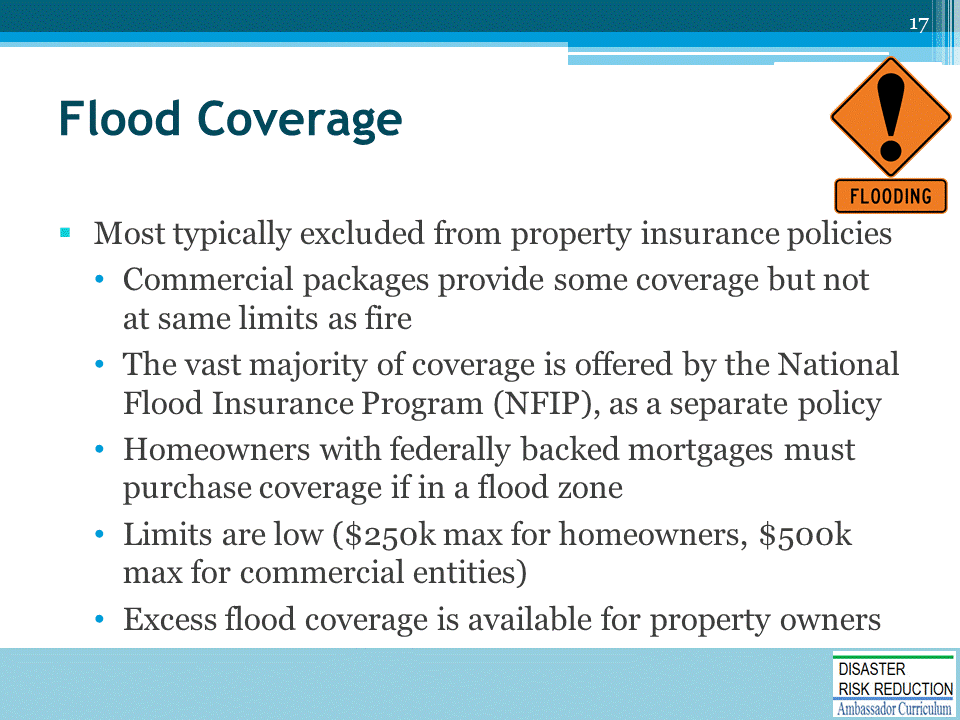 17
Flood Coverage
FLOODING
▪ Most typically excluded from property insurance policies
• Commercial packages provide some coverage but not
at same limits as fire
• The vast majority of coverage is offered by the National
Flood Insurance Program (NFIP), as a separate policy
• Homeowners with federally backed mortgages must
purchase coverage if in a flood zone
• Limits are low ($250k max for homeowners, $500k
max for commercial entities)
• Excess flood coverage is available for property owners
DISASTER
RISK REDUCTION
Ambassador Curriculum